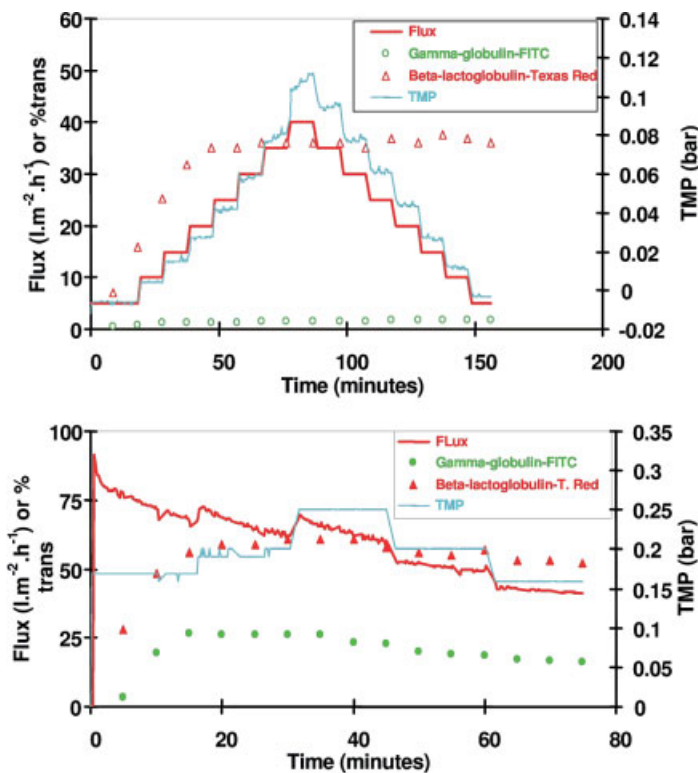 Flux (l.m-2.h-1) or %trans
60
50
40
30
20
10
0
0.14
0.11
0.08
0.06
0.04
0.02
0
-0.02
TMP (bar)
Flux
Gamma-globulin-FITC
Beta-lactoglobulin-Texas Red
TMP
0 50 100 150 200
Time (minutes)
Flux (l.m-2.h-1) or %
trans
100
75
50
25
0
0.35
0.3
0.25
0.2
0.15
0.1
0.05
0
TMP (bar)
FLux
Gamma-globulin-FITC
Beta-lactoglobulin-T. Red
TMP
0 20 40 60 80
Time (minutes)